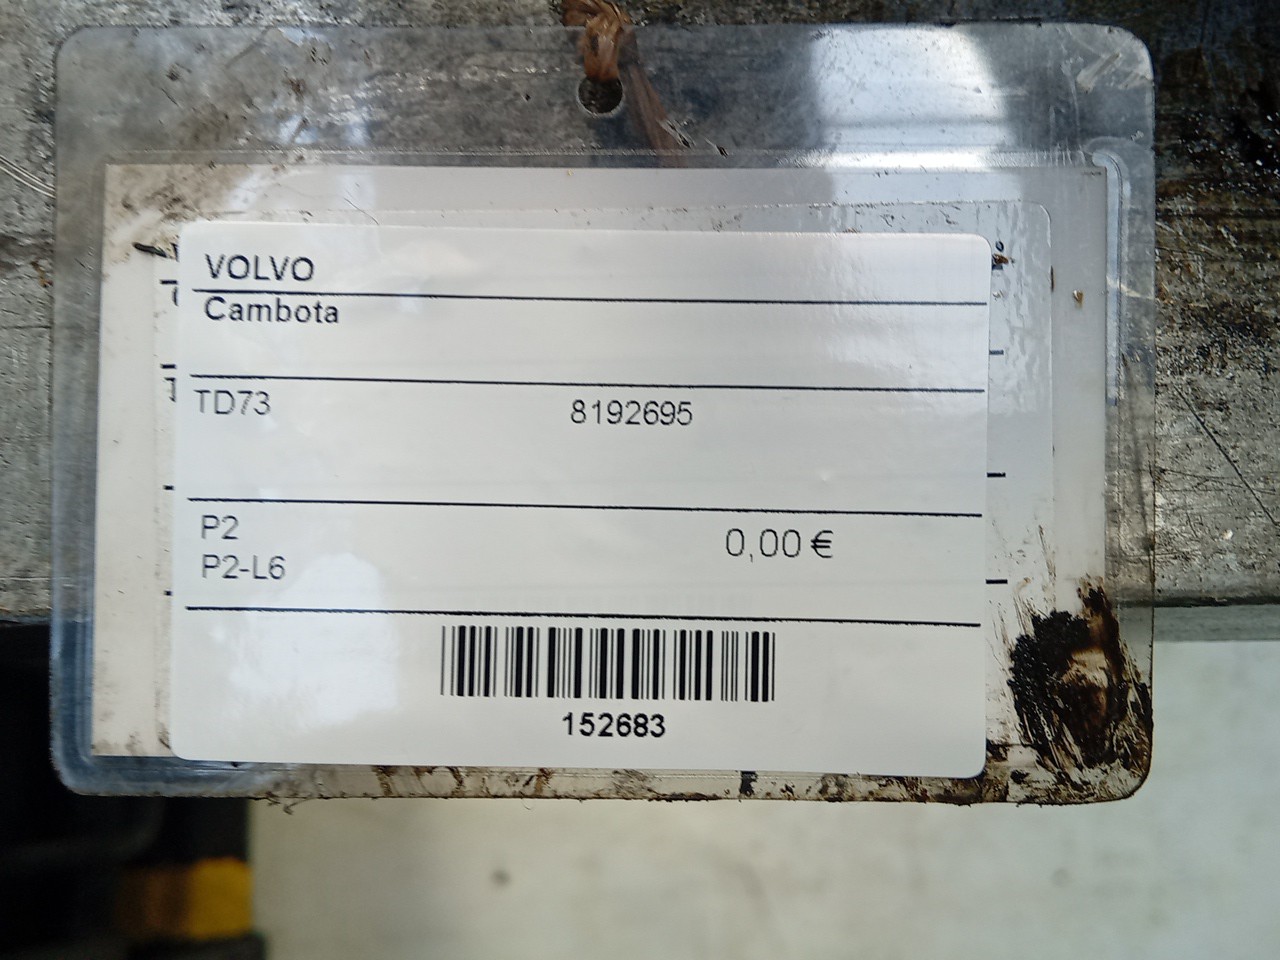 VOLVO
Cambota
TD73 8192695
P2 0,00 €
P2-L6
152683